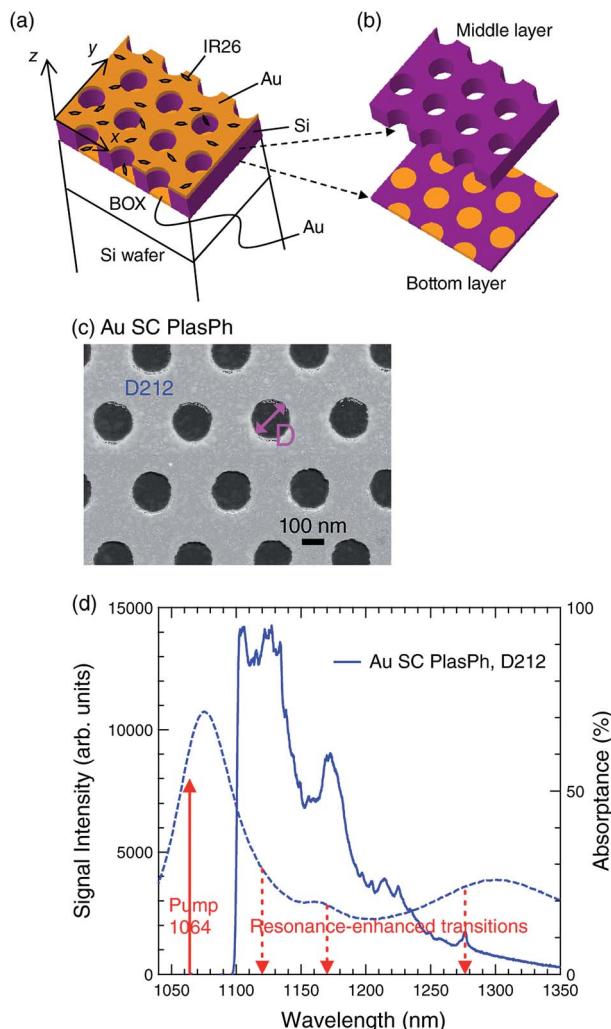 (a)
(b)
z
y
x
IR26
Au
Si
BOX
Au
Si wafer
Middle layer
Bottom layer
(c) Au SC PlasPh
D212
D
100 nm
(d)
15000
10000
5000
0
Signal Intensity (arb. units)
100
50
0
Absorptance (%)
Au SC PlasPh, D212
Pump
1064
Resonance-enhanced transitions
1050 1100 1150 1200 1250 1300 1350
Wavelength (nm)